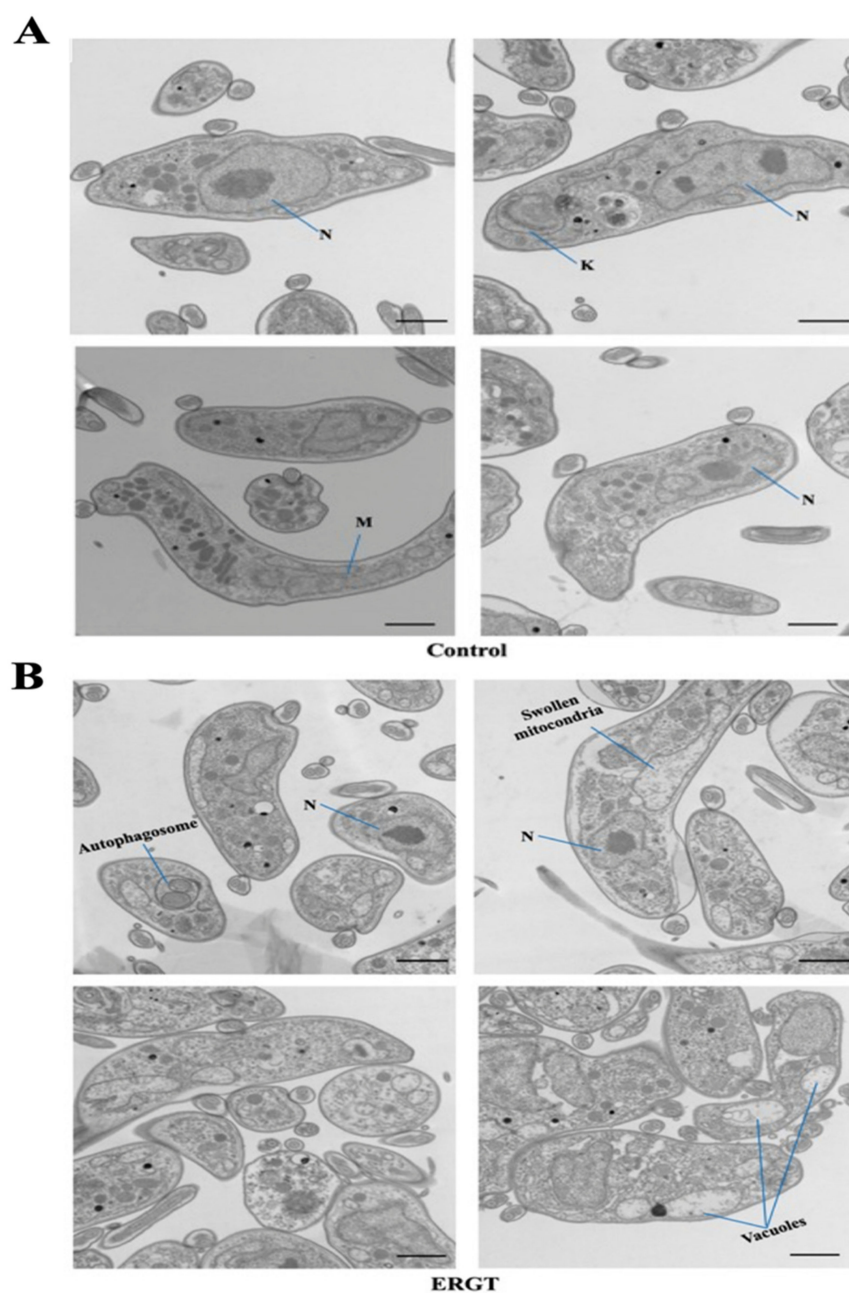 A
N
N
K
M
N
Control
B
Swollen
mitocondria
N
Autophagosome
N
Vacuoles
ERGT